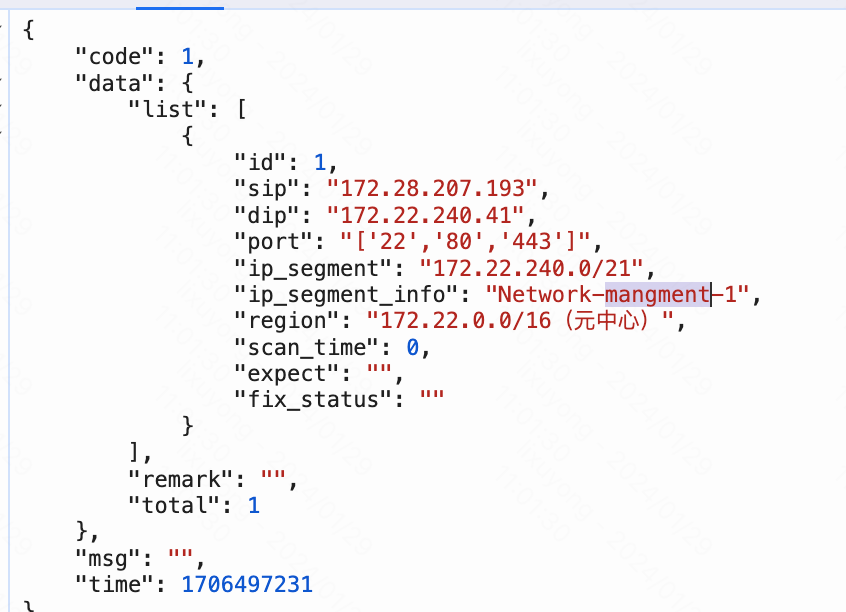 {
    "code": 1,
    "data": {
        "list": [
            {
                "id": 1,
                "sip": "172.28.207.193",
                "dip": "172.22.240.41",
                "port": "['22','80','443']",
                "ip_segment": "172.22.240.0/21",
                "ip_segment_info": "Network-mangment-1",
                "region": "172.22.0.0/16（元中心）",
                "scan_time": 0,
                "expect": "",
                "fix_status": ""
            }
        ],
        "remark": "",
        "total": 1
    },
    "msg": "",
    "time": 1706497231
}